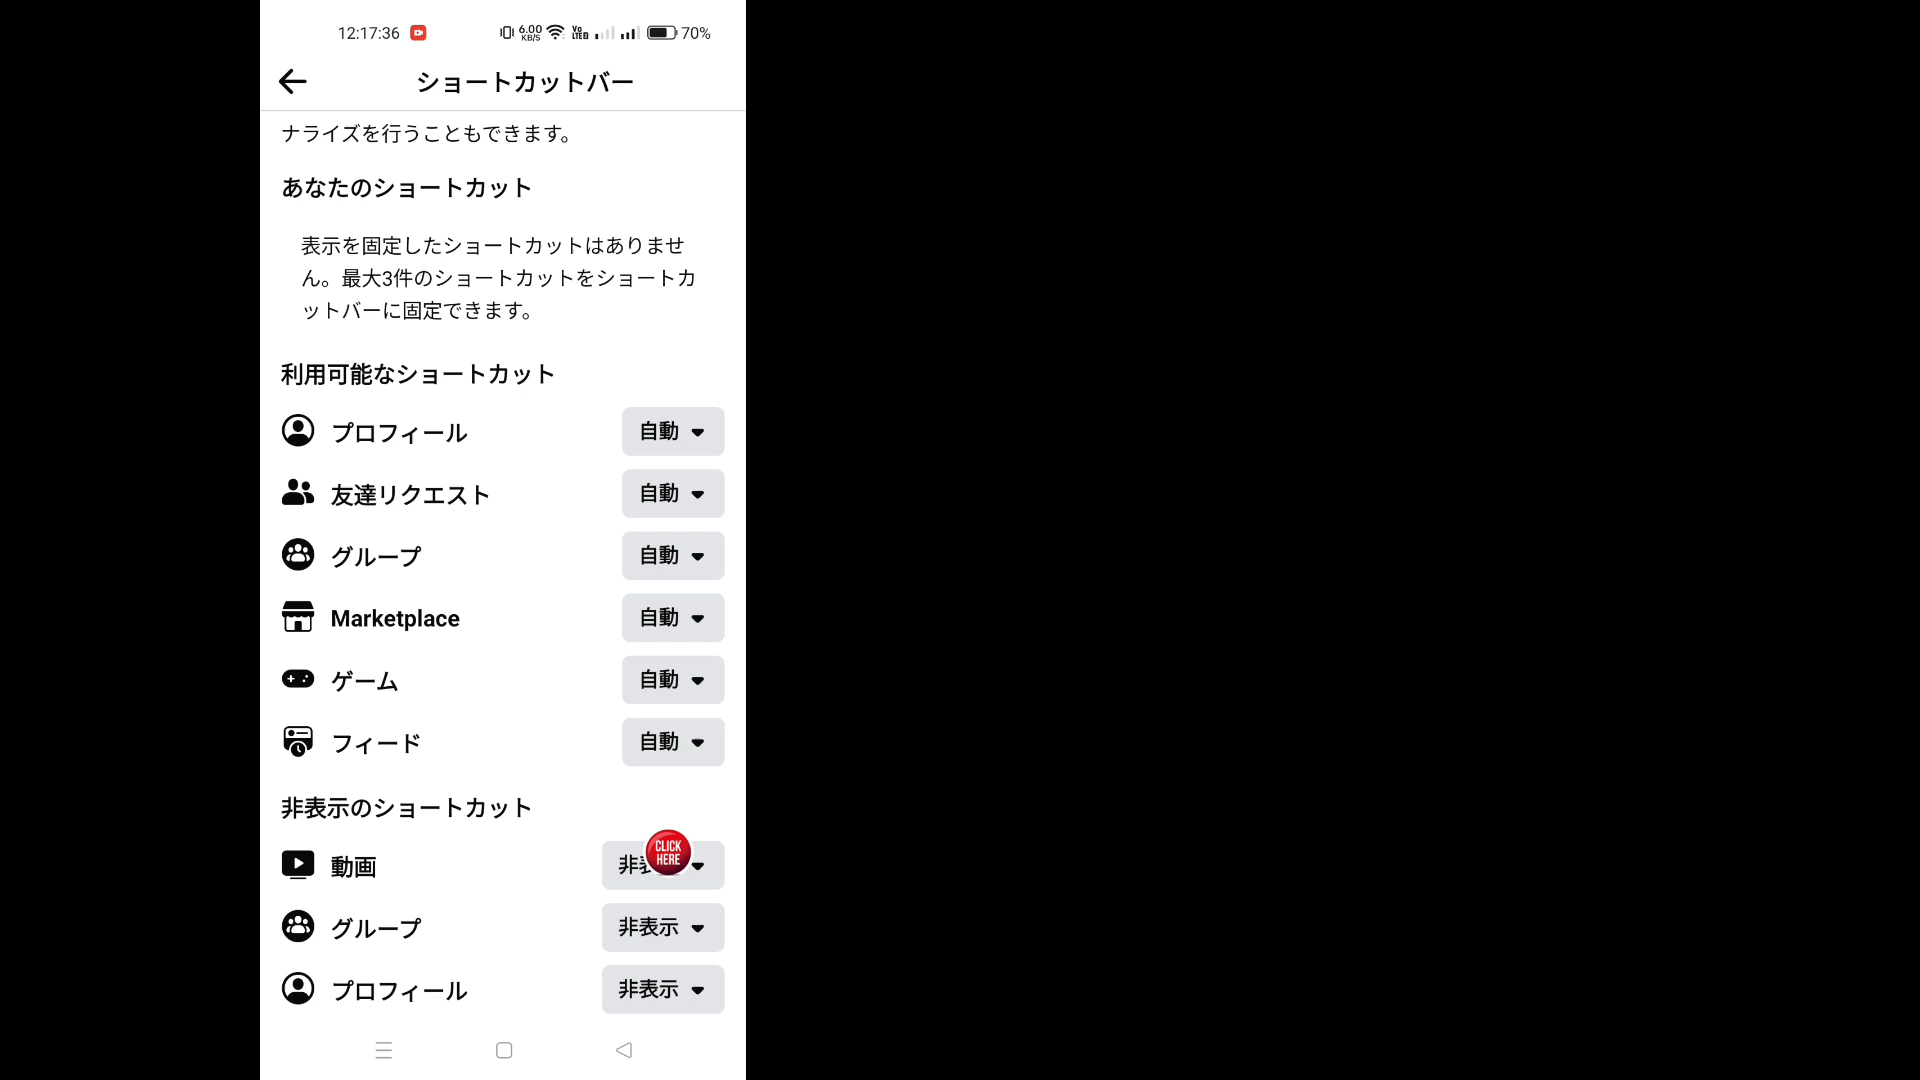 12:17:36
6.00 KB/S
VO LTE 2
70%
ショートカットバー
ナライズを行うこともできます。
あなたのショートカット
表示を固定したショートカットはありませ
ん。最大3件のショートカットをショートカ
ットバーに固定できます。
利用可能なショートカット
プロフィール 自動
友達リクエスト 自動
グループ 自動
Marketplace 自動
ゲーム 自動
フィード 自動
非表示のショートカット
動画 非
CLICK
HERE
グループ 非表示
プロフィール 非表示